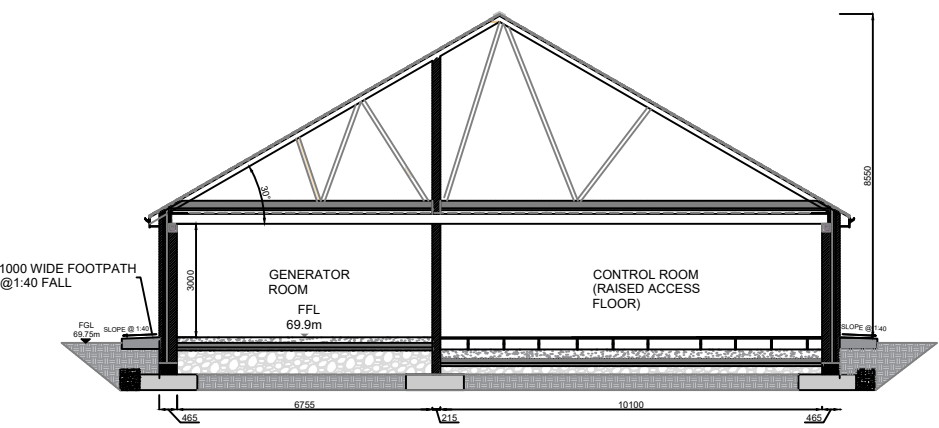 8550
30°
1000 WIDE FOOTPATH
@1:40 FALL
3000
GENERATOR
ROOM
CONTROL ROOM
(RAISED ACCESS
FLOOR)
FFL
69.9m
FGL
69.75m
SLOPE @ 1:40
SLOPE @ 1:40
6755
10100
465
215
465